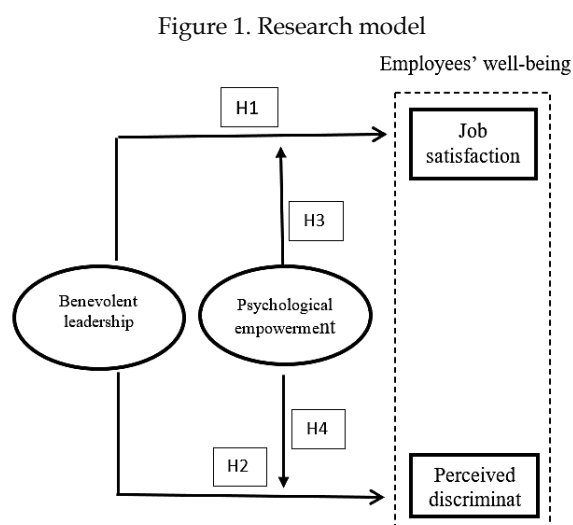 Figure 1. Research model
Employees' well-being
H1
Job
satisfaction
H3
Benevolent
leadership
Psychological
empowerment
H4
H2
Perceived
discriminat